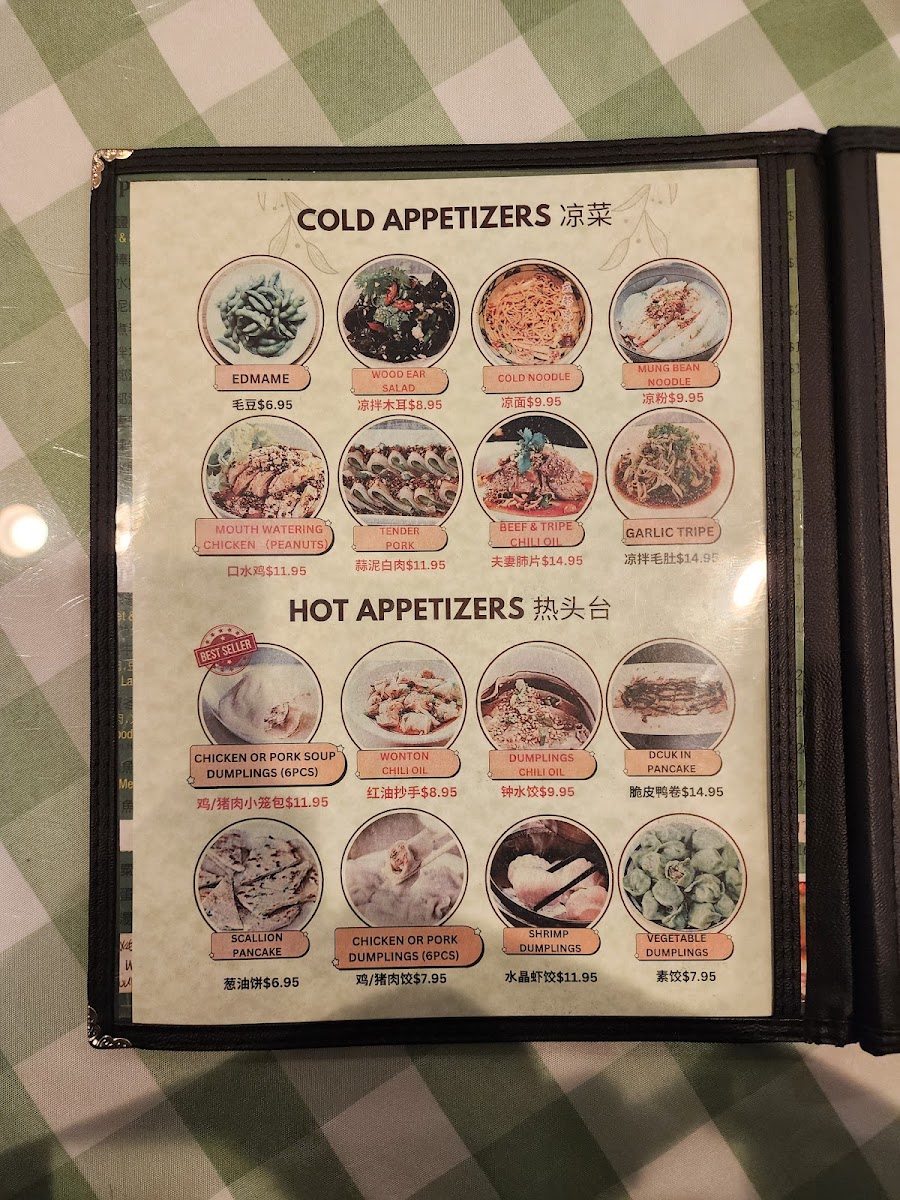 COLD APPETIZERS 凉菜
EDMAME
毛豆$6.95
WOOD EAR
SALAD
凉拌木耳$8.95
COLD NOODLE
凉面$9.95
MUNG BEAN
NOODLE
凉粉$9.95
MOUTH WATERING
CHICKEN（PEANUTS）
口水鸡$11.95
TENDER
PORK
蒜泥白肉$11.95
BEEF & TRIPE
CHILI OIL
夫妻肺片$14.95
GARLIC TRIPE
凉拌毛肚$14.95
HOT APPETIZERS 热头台
BEST SELLER
CHICKEN OR PORK SOUP
DUMPLINGS (6PCS)
鸡/猪肉小笼包$11.95
WONTON
CHILI OIL
红油抄手$8.95
DUMPLINGS
CHILI OIL
钟水饺$9.95
DCUK IN
PANCAKE
脆皮鸭卷$14.95
SCALLION
PANCAKE
葱油饼$6.95
CHICKEN OR PORK
DUMPLINGS (6PCS)
鸡/猪肉饺$7.95
SHRIMP
DUMPLINGS
水晶虾饺$11.95
VEGETABLE
DUMPLINGS
素饺$7.95